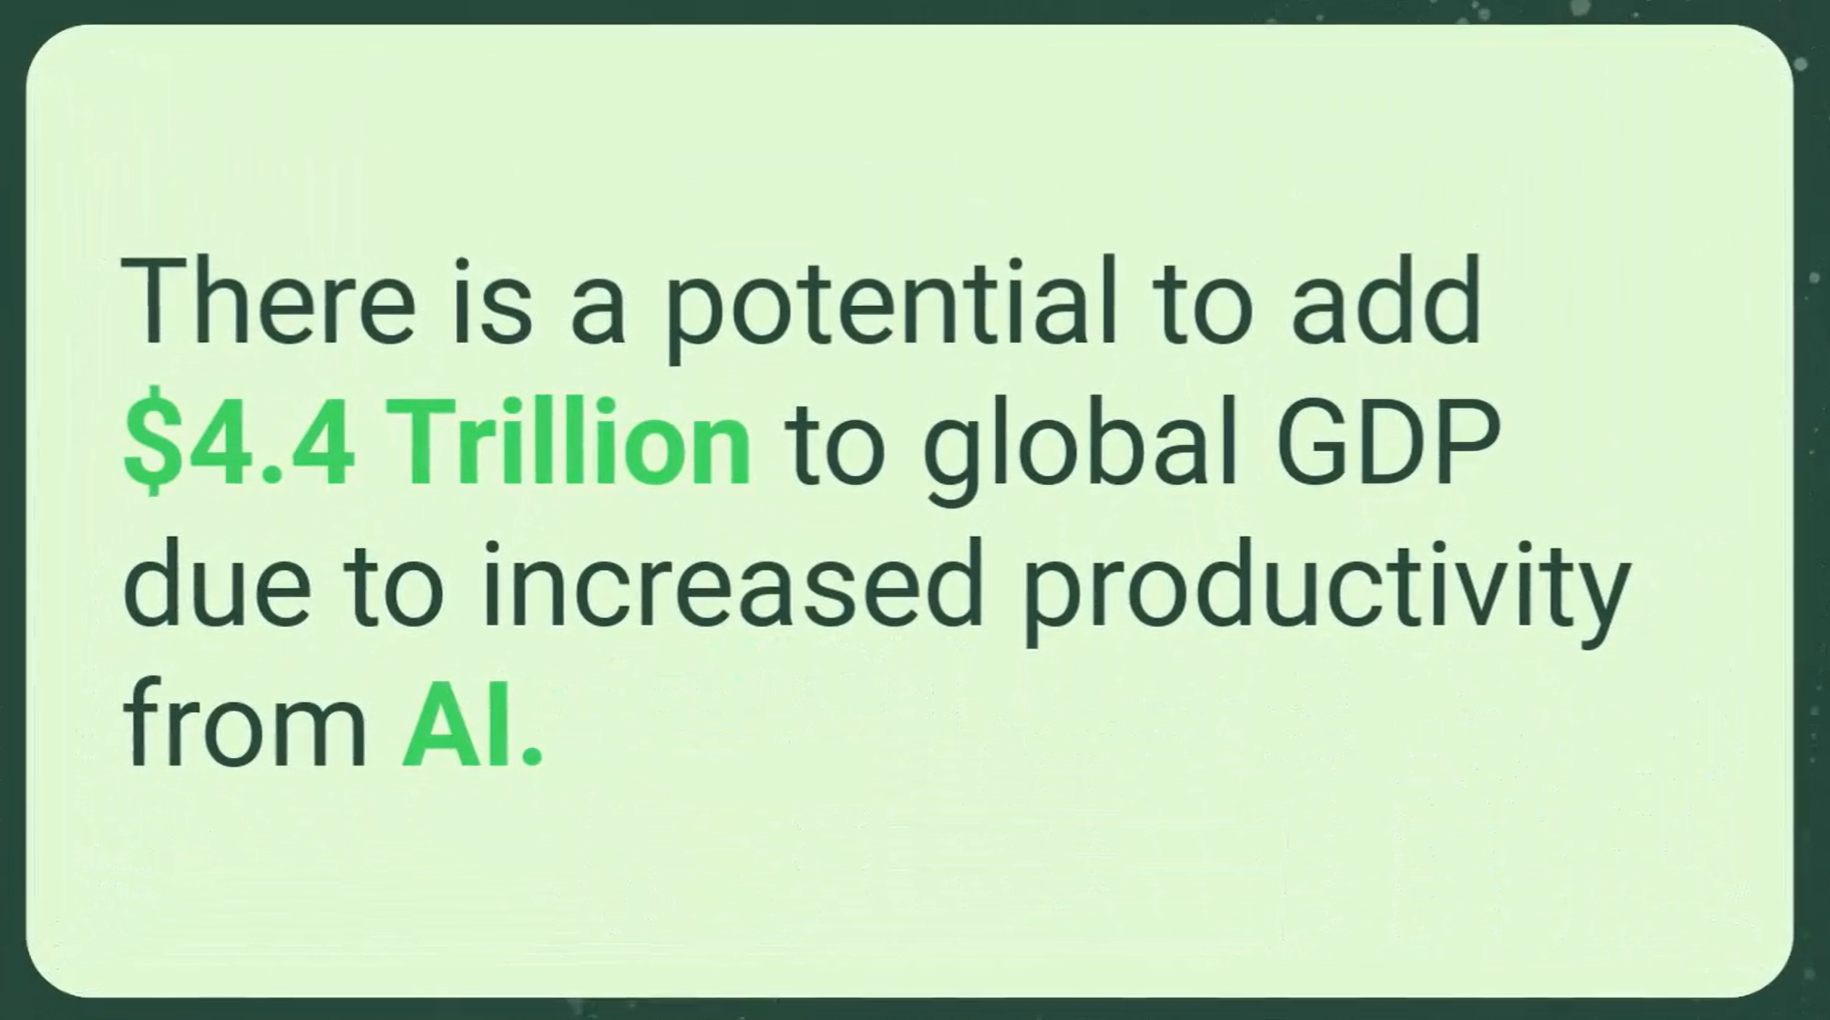 There is a potential to add
$4.4 Trillion to global GDP
due to increased productivity
from AI.